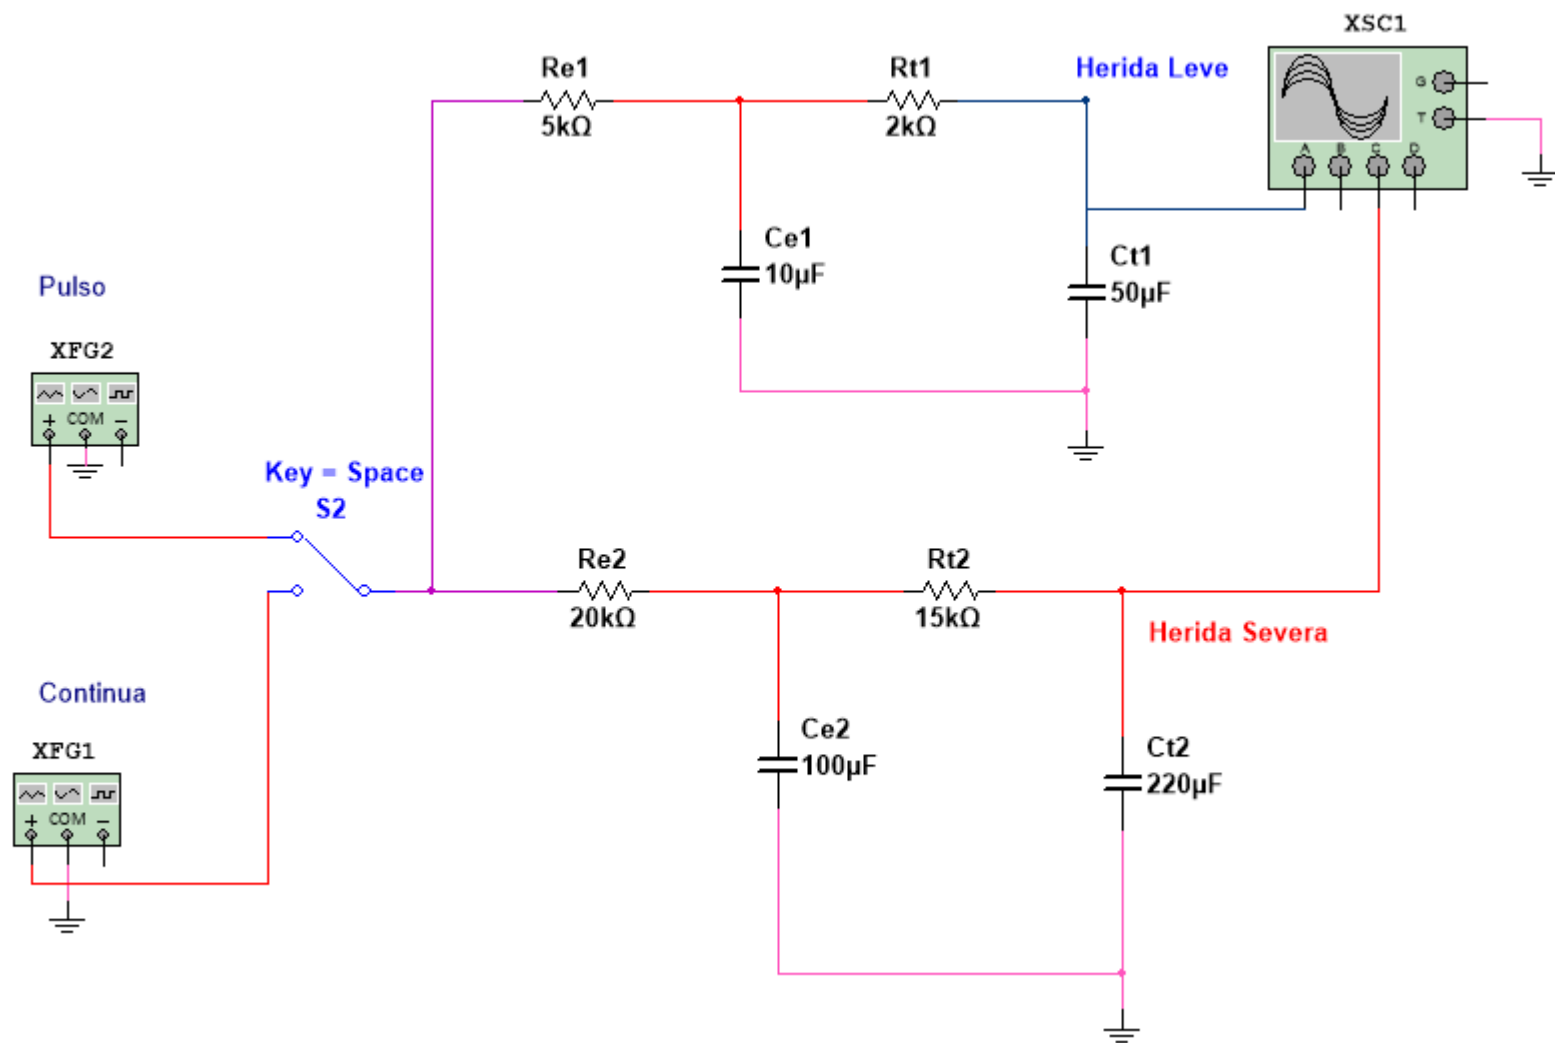 XSC1
Re1
Rt1
Herida Leve
G
5kΩ
2kΩ
T
A B C D
Ce1
10µF
Ct1
50µF
Pulso
XFG2
+ COM −
Key = Space
S2
Re2
Rt2
20kΩ
15kΩ
Herida Severa
Continua
Ce2
100µF
XFG1
Ct2
220µF
+ COM −